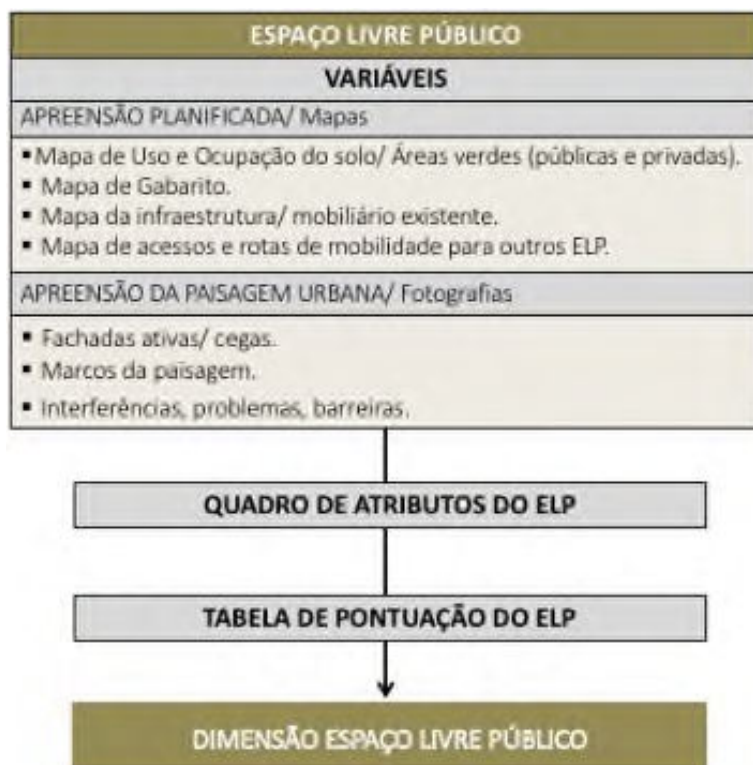 ESPAÇO LIVRE PÚBLICO
VARIÁVEIS
APREENSÃO PLANIFICADA/ Mapas
▪Mapa de Uso e Ocupação do solo/ Áreas verdes (públicas e privadas).
▪ Mapa de Gabarito.
▪ Mapa da infraestrutura/ mobiliário existente.
▪ Mapa de acessos e rotas de mobilidade para outros ELP.
APREENSÃO DA PAISAGEM URBANA/ Fotografias
▪ Fachadas ativas/ cegas.
▪ Marcos da paisagem.
▪ Interferências, problemas, barreiras.
QUADRO DE ATRIBUTOS DO ELP
TABELA DE PONTUAÇÃO DO ELP
DIMENSÃO ESPAÇO LIVRE PÚBLICO